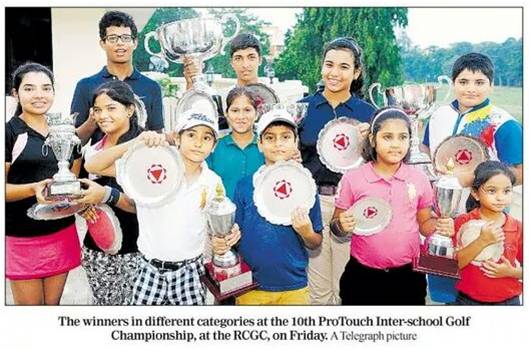 The winners in different categories at the 10th ProTouch Inter-school Golf
Championship, at the RCGC, on Friday. A Telegraph picture